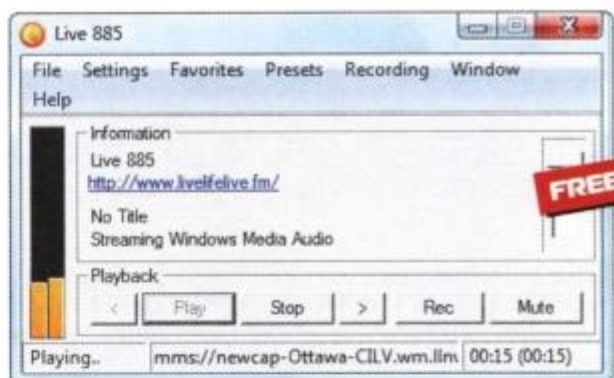 Live 885
File Settings Favorites Presets Recording Window
Help
Information
Live 885
http://www.livelifelive.fm/
No Title
Streaming Windows Media Audio
FREE
Playback
< Play Stop > Rec Mute
Playing.. mms://newcap-Ottawa-CILV.wm.llm 00:15 (00:15)